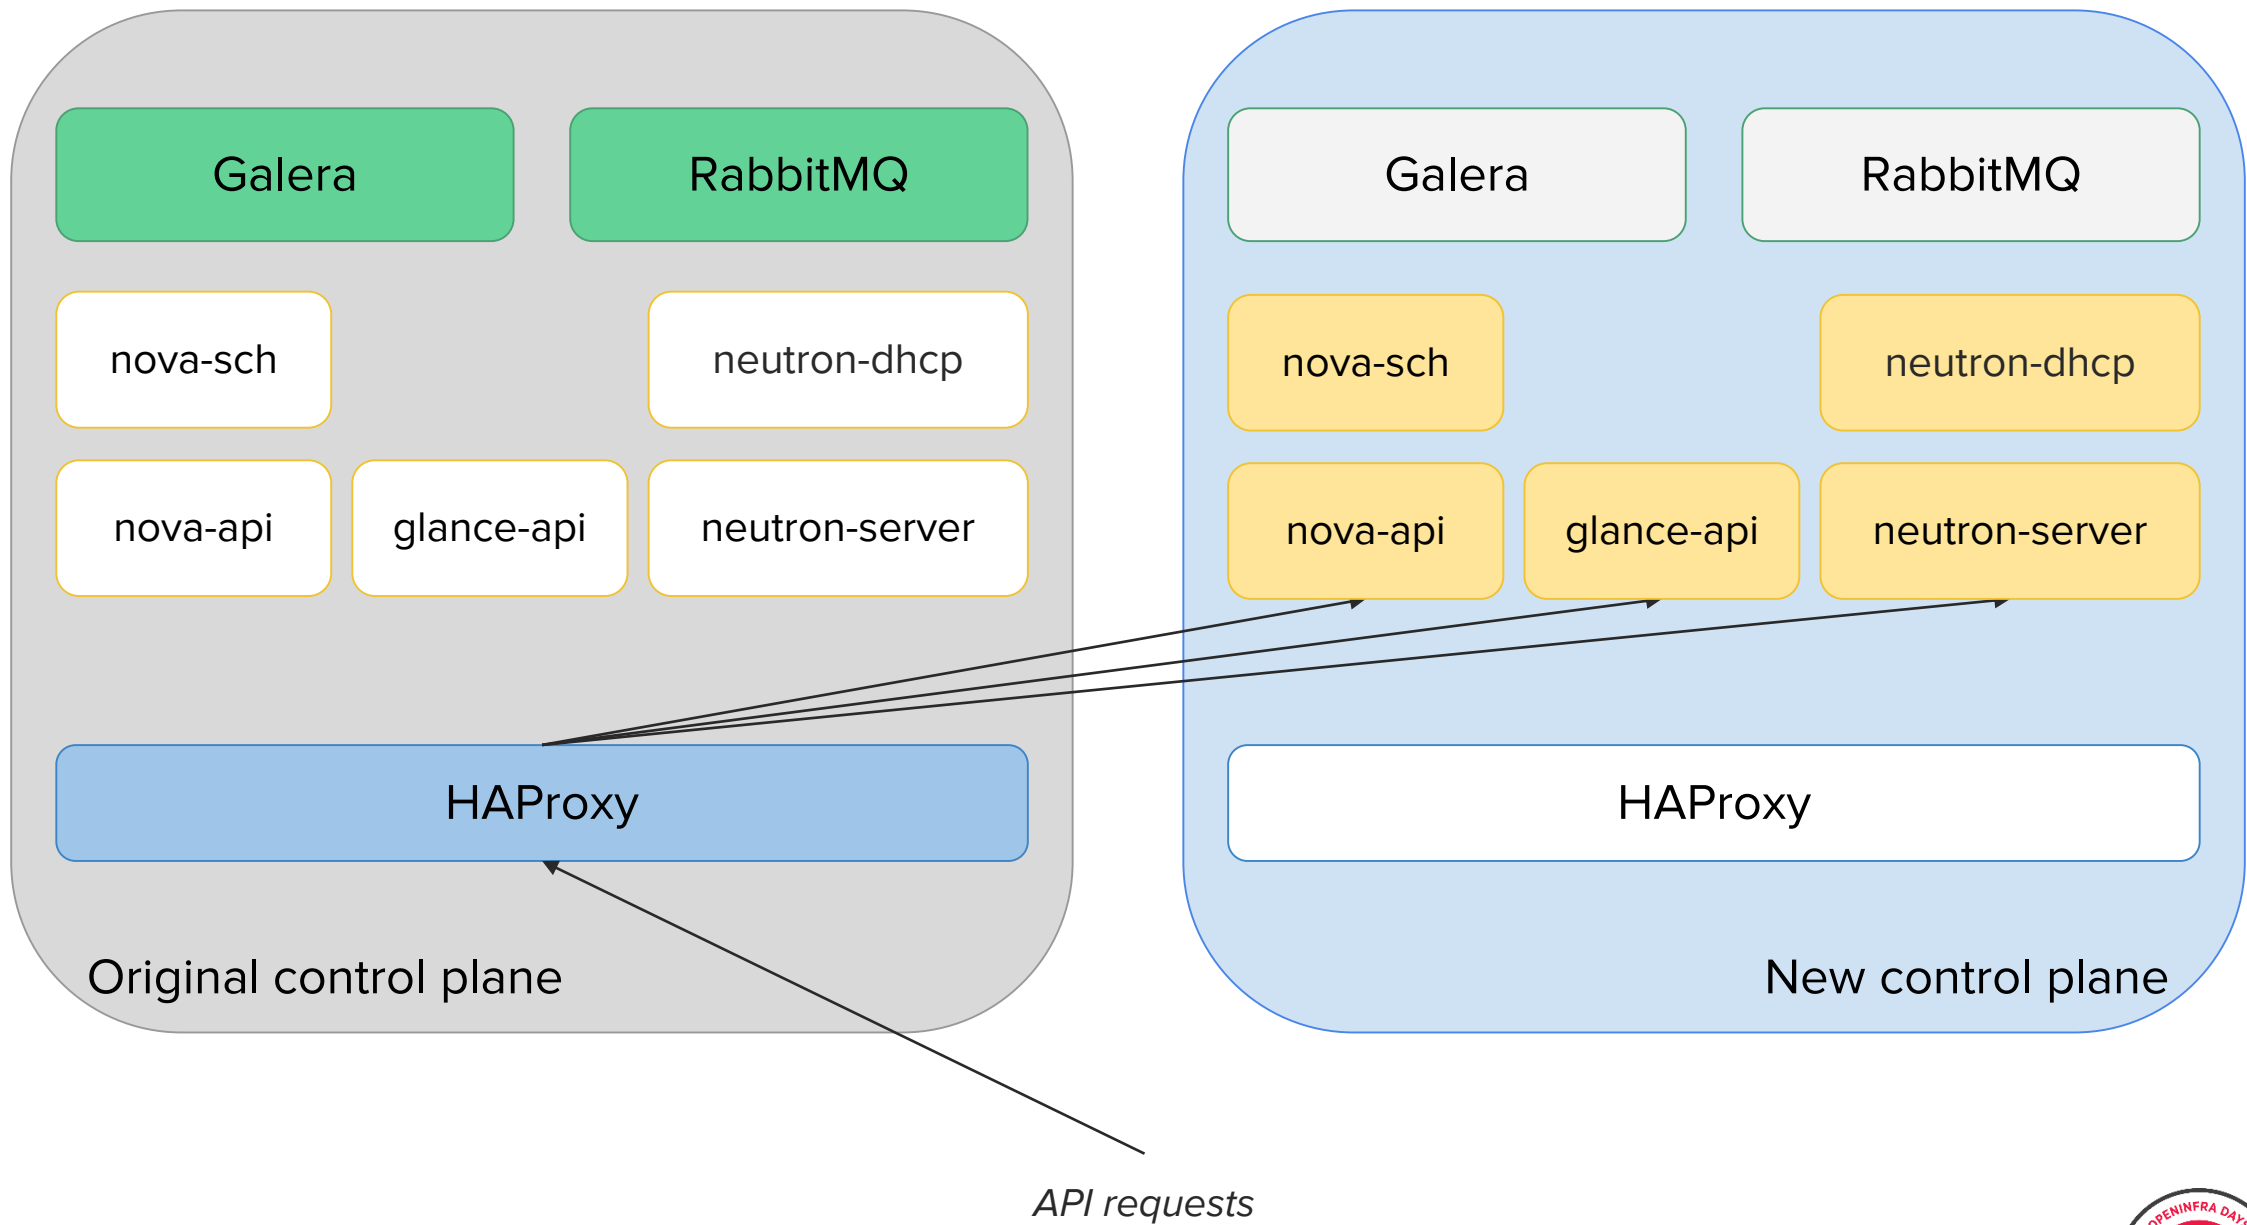 Galera
RabbitMQ
nova-sch
neutron-dhcp
nova-api
glance-api
neutron-server
HAProxy
Original control plane
Galera
RabbitMQ
nova-sch
neutron-dhcp
nova-api
glance-api
neutron-server
HAProxy
New control plane
API requests